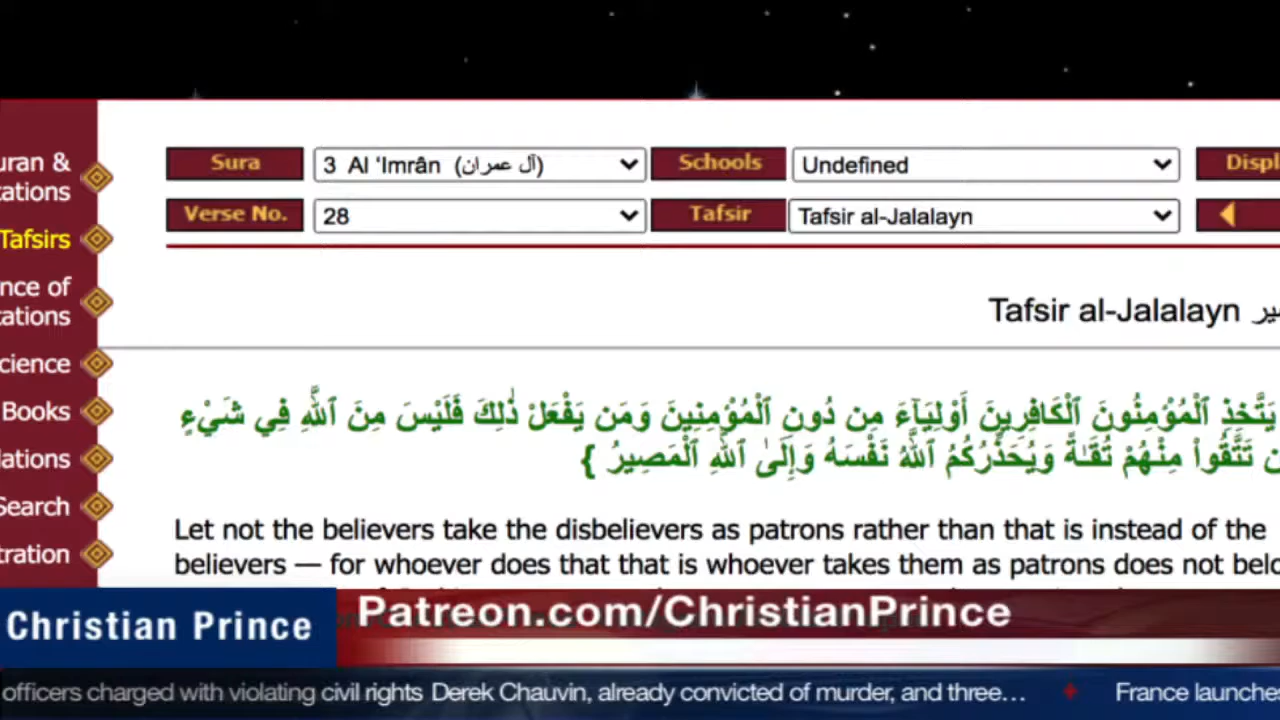 uran &
ations
Tafsirs
nce of
ations
cience
Books
lations
Search
tration
Sura
3 Al 'Imrân (آل عمران)
Schools
Undefined
Displ
Verse No.
28
Tafsir
Tafsir al-Jalalayn
Tafsir al-Jalalayn
يَتَّخِذِ ٱلْمُؤْمِنُونَ ٱلْكَافِرِينَ أَوْلِيَآءَ مِن دُونِ ٱلْمُؤْمِنِينَ وَمَن يَفْعَلْ ذٰلِكَ فَلَيْسَ مِنَ ٱللَّهِ فِي شَيْءٍ
تَتَّقُواْ مِنْهُمْ تُقَـٰةً وَيُحَذِّرُكُمُ ٱللَّهُ نَفْسَهُ وَإِلَىٰ ٱللَّهِ ٱلْمَصِيرُ }
Let not the believers take the disbelievers as patrons rather than that is instead of the
believers — for whoever does that that is whoever takes them as patrons does not belo
Christian Prince
Patreon.com/ChristianPrince
officers charged with violating civil rights Derek Chauvin, already convicted of murder, and three… France launche